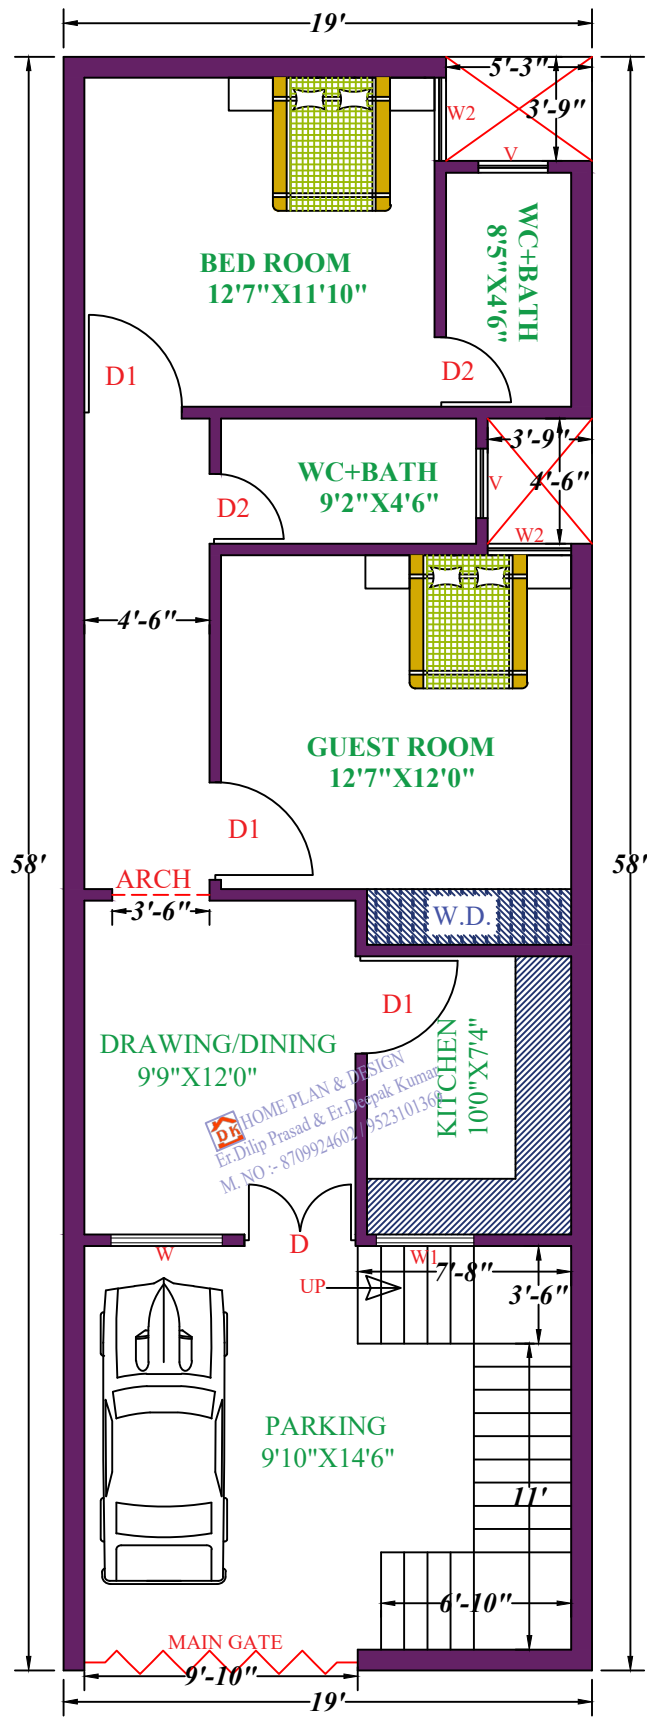 19'
5'-3"
3'-9"
W2
V
WC+BATH
8'5"X4'6"
BED ROOM
12'7"X11'10"
D1
D2
3'-9"
4'-6"
WC+BATH
9'2"X4'6"
V
D2
W2
4'-6"
GUEST ROOM
12'7"X12'0"
D1
58'
58'
ARCH
3'-6"
W.D.
D1
DRAWING/DINING
9'9"X12'0"
KITCHEN
10'0"X7'4"
DK HOME PLAN & DESIGN
Er.Dilip Prasad & Er.Deepak Kumar
M. NO :- 8709924602 / 9523101369
D
W
W1
7'-8"
UP
3'-6"
PARKING
9'10"X14'6"
11'
6'-10"
MAIN GATE
9'-10"
19'